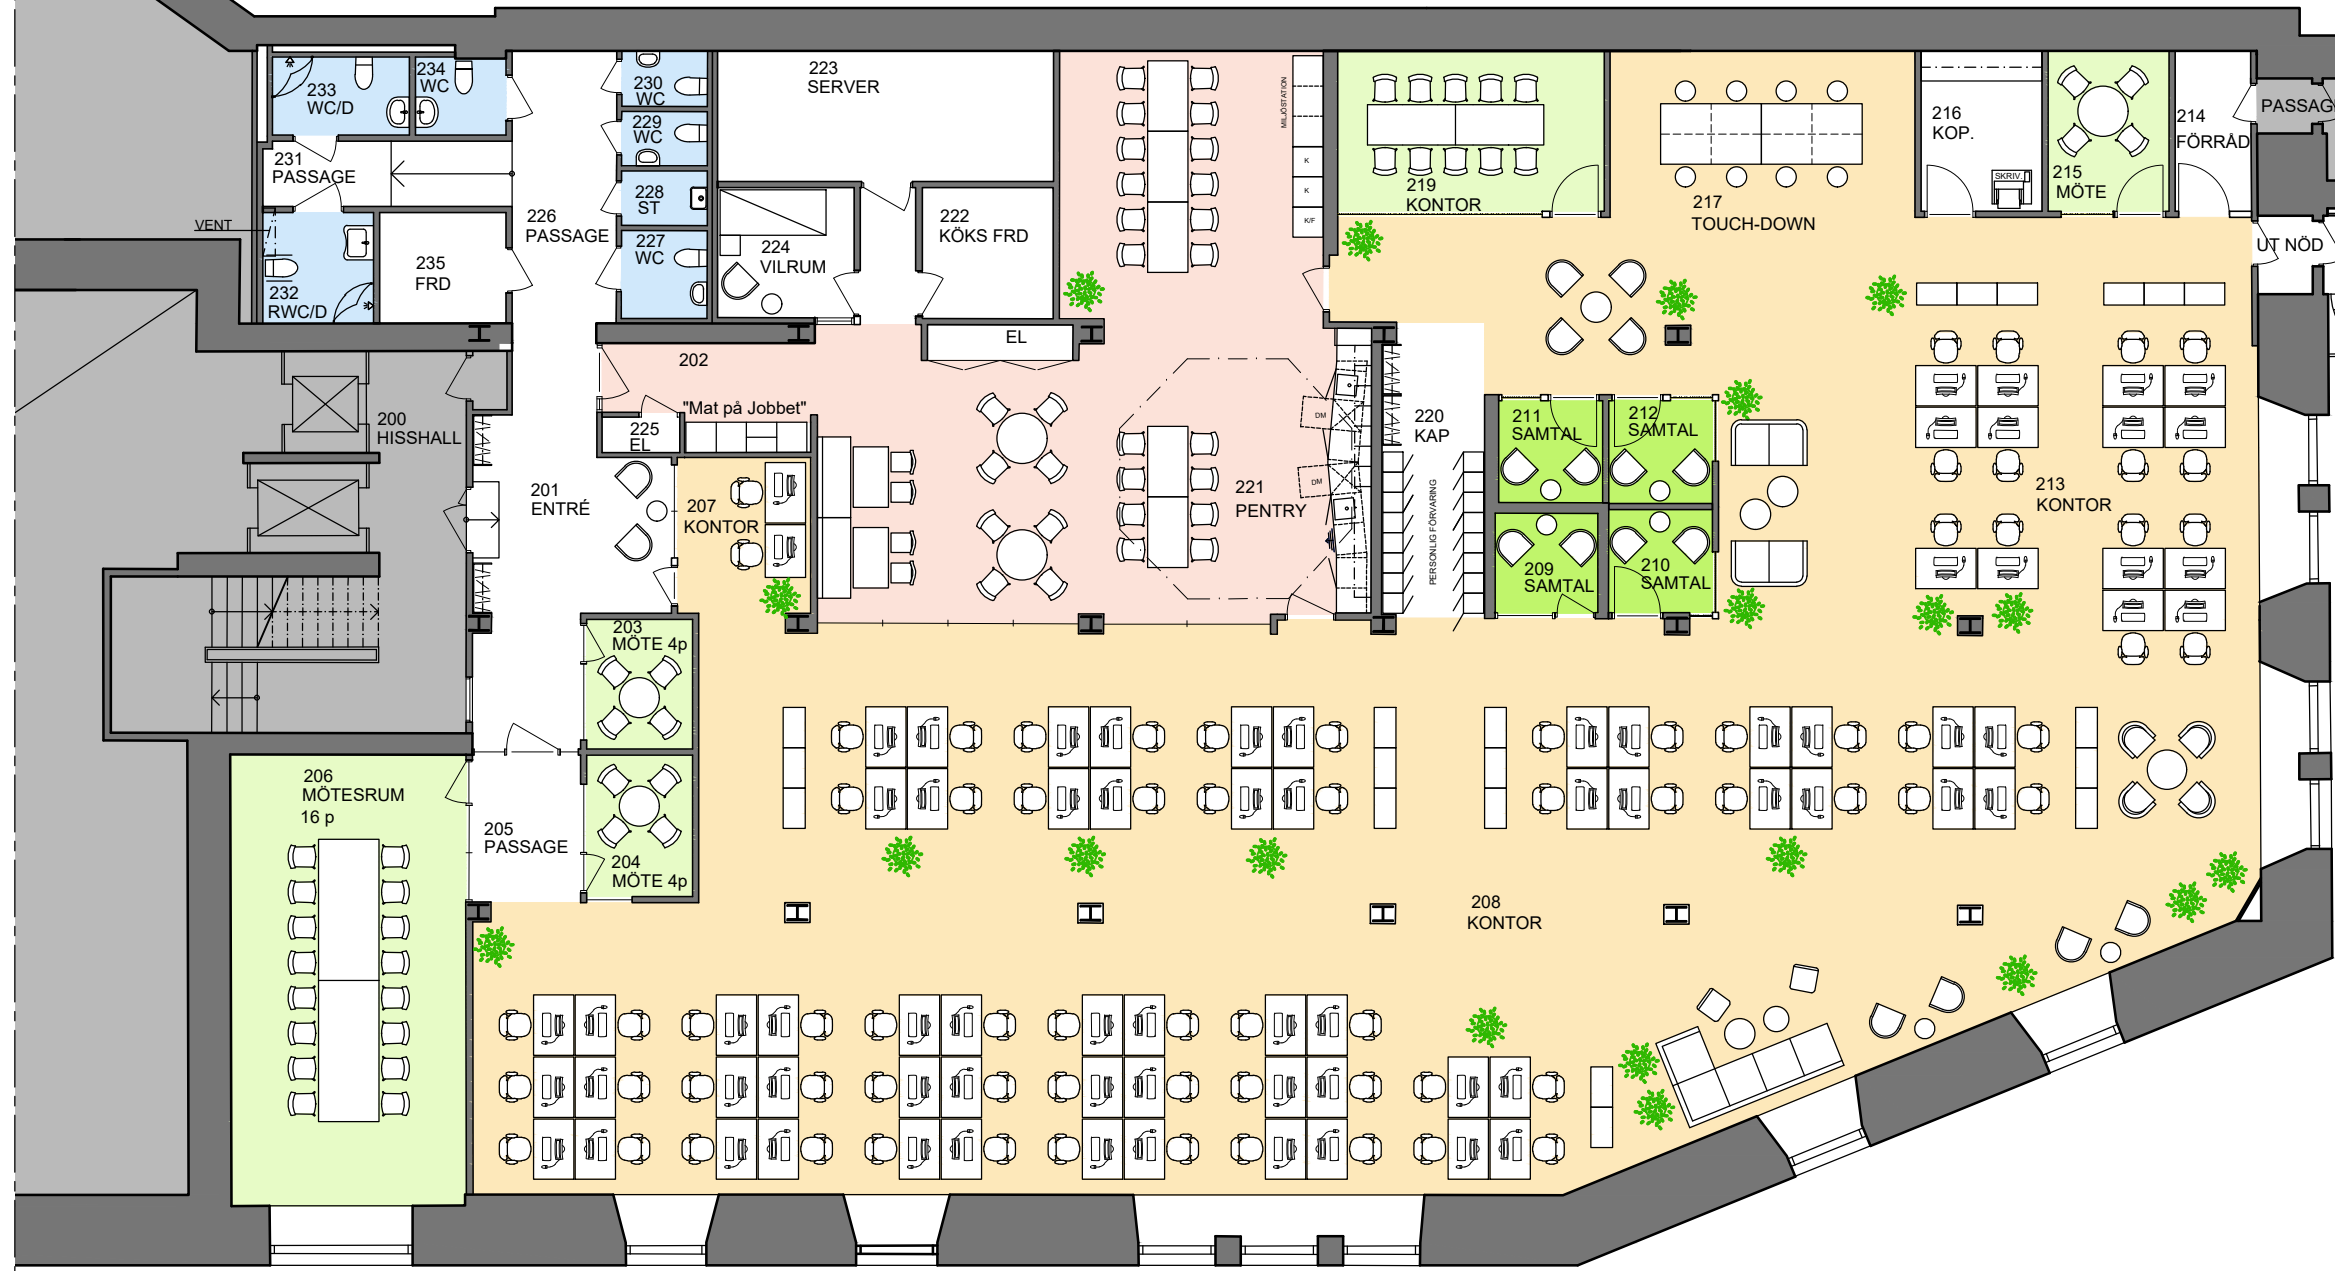 233
WC/D
234
WC
230
WC
229
WC
228
ST
227
WC
231
PASSAGE
VENT
232
RWC/D
235
FRD
226
PASSAGE
223
SERVER
224
VILRUM
222
KÖKS FRD
EL
MILJÖSTATION
K
K
K/F
219
KONTOR
217
TOUCH-DOWN
216
KOP.
SKRIV.
215
MÖTE
214
FÖRRÅD
PASSAG
UT NÖD
200
HISSHALL
202
"Mat på Jobbet"
225
EL
201
ENTRÉ
207
KONTOR
221
PENTRY
DM
DM
220
KAP
PERSONLIG FÖRVARING
211
SAMTAL
212
SAMTAL
209
SAMTAL
210
SAMTAL
213
KONTOR
203
MÖTE 4p
204
MÖTE 4p
205
PASSAGE
206
MÖTESRUM
16 p
208
KONTOR